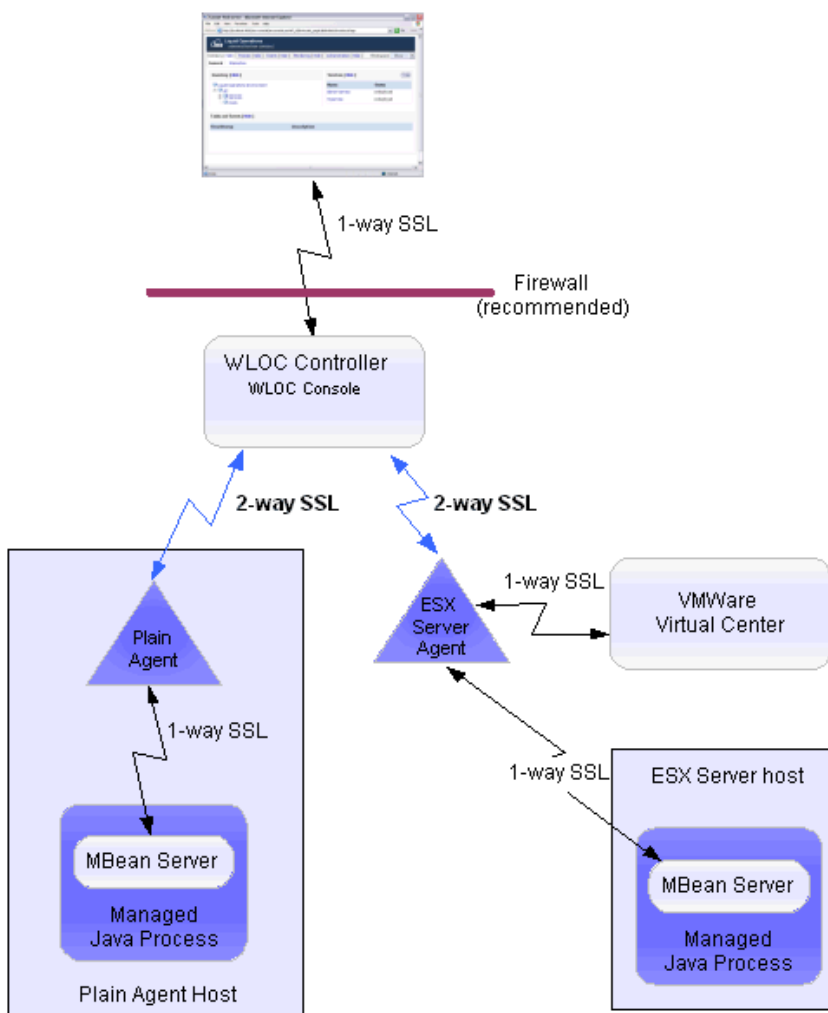 Liquid Operations
1-way SSL
Firewall
(recommended)
WLOC Controller
WLOC Console
2-way SSL
2-way SSL
Plain
Agent
ESX
Server
Agent
1-way SSL
VMWare
Virtual Center
1-way SSL
1-way SSL
ESX Server host
MBean Server
Managed
Java Process
Plain Agent Host
MBean Server
Managed
Java Process